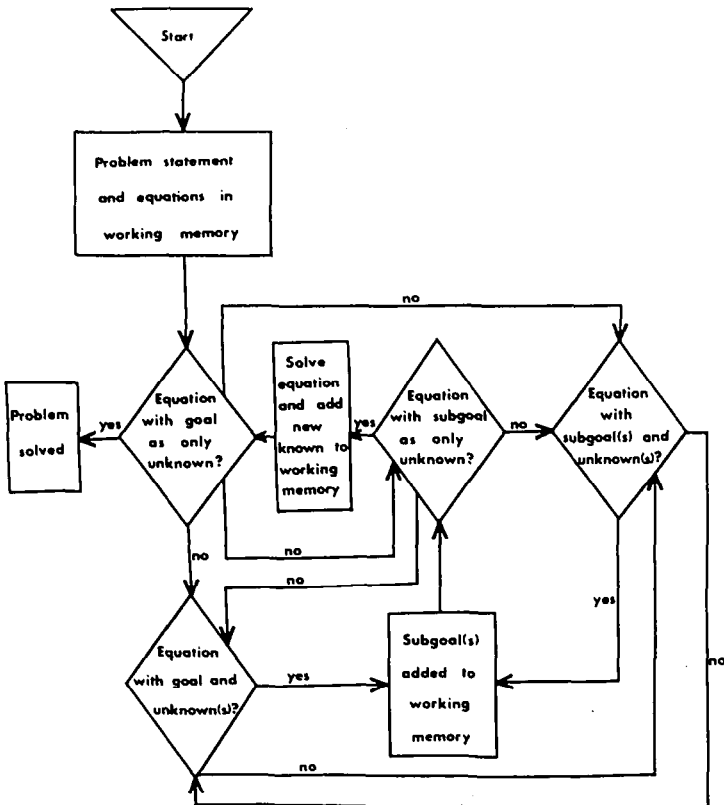 Start
Problem statement
and equations in
working memory
no
Problem
solved
yes
Equation
with goal
as only
unknown?
Solve
equation
and add
new
known to
working
memory
yes
Equation
with subgoal
as only
unknown?
no
Equation
with
subgoal(s) and
unknown(s)?
no
no
no
yes
Equation
with goal and
unknown(s)?
yes
Subgoal(s)
added to
working
memory
no
no